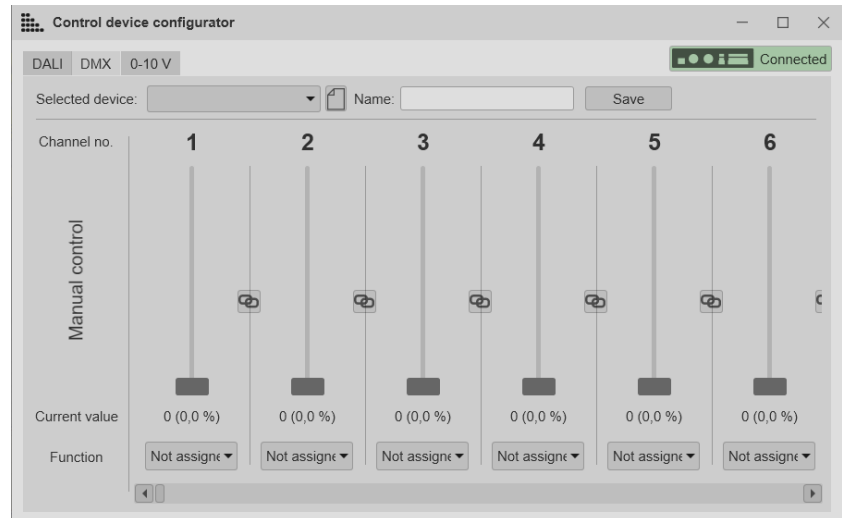 Control device configurator
DALI DMX 0-10 V
Connected
Selected device:
Name:
Save
Channel no. 1 2 3 4 5 6
Manual control
Current value 0 (0,0 %) 0 (0,0 %) 0 (0,0 %) 0 (0,0 %) 0 (0,0 %) 0 (0,0 %)
Function Not assigne Not assigne Not assigne Not assigne Not assigne Not assigne